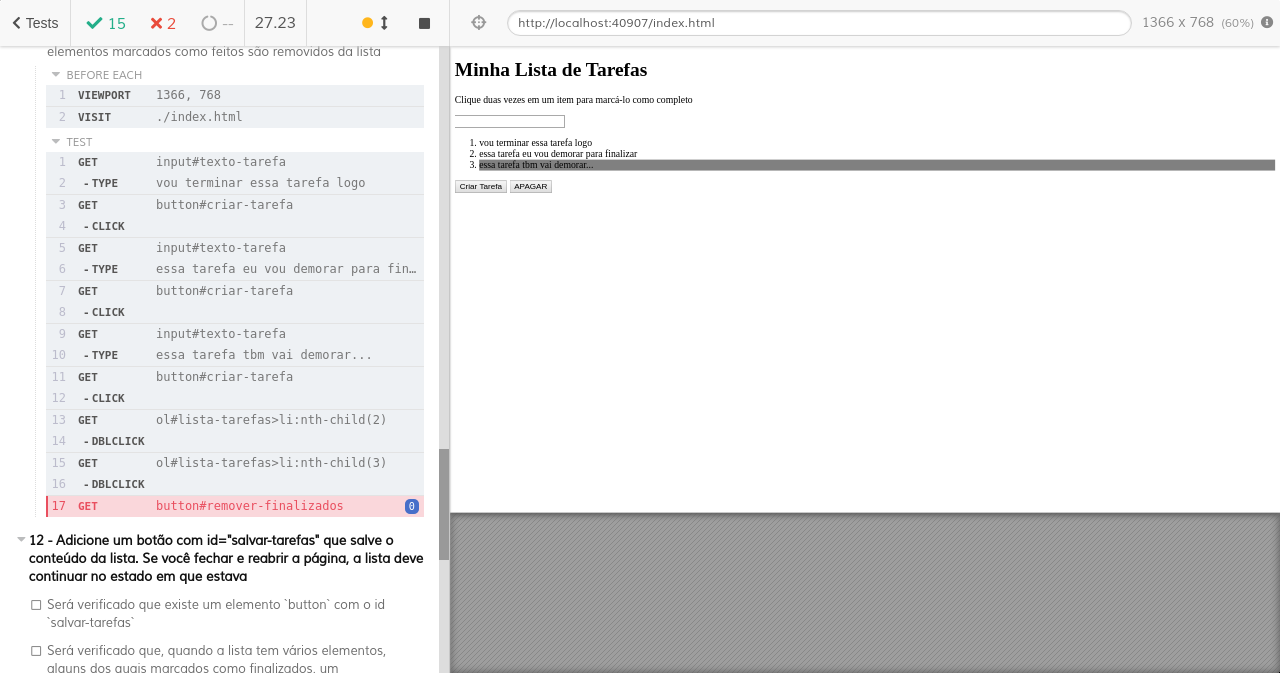 Tests
15
2
--
27.23
http://localhost:40907/index.html
1366 x 768 (60%)
elementos marcados como feitos são removidos da lista
BEFORE EACH
1 VIEWPORT 1366, 768
2 VISIT ./index.html
TEST
1 GET input#texto-tarefa
2 - TYPE vou terminar essa tarefa logo
3 GET button#criar-tarefa
4 - CLICK
5 GET input#texto-tarefa
6 - TYPE essa tarefa eu vou demorar para fin…
7 GET button#criar-tarefa
8 - CLICK
9 GET input#texto-tarefa
10 - TYPE essa tarefa tbm vai demorar...
11 GET button#criar-tarefa
12 - CLICK
13 GET ol#lista-tarefas>li:nth-child(2)
14 - DBLCLICK
15 GET ol#lista-tarefas>li:nth-child(3)
16 - DBLCLICK
17 GET button#remover-finalizados 0
12 - Adicione um botão com id="salvar-tarefas" que salve o
conteúdo da lista. Se você fechar e reabrir a página, a lista deve
continuar no estado em que estava
Será verificado que existe um elemento `button` com o id
`salvar-tarefas`
Será verificado que, quando a lista tem vários elementos,
alguns dos quais marcados como finalizados, um
Minha Lista de Tarefas
Clique duas vezes em um item para marcá-lo como completo
1. vou terminar essa tarefa logo
2. essa tarefa eu vou demorar para finalizar
3. essa tarefa tbm vai demorar...
Criar Tarefa APAGAR